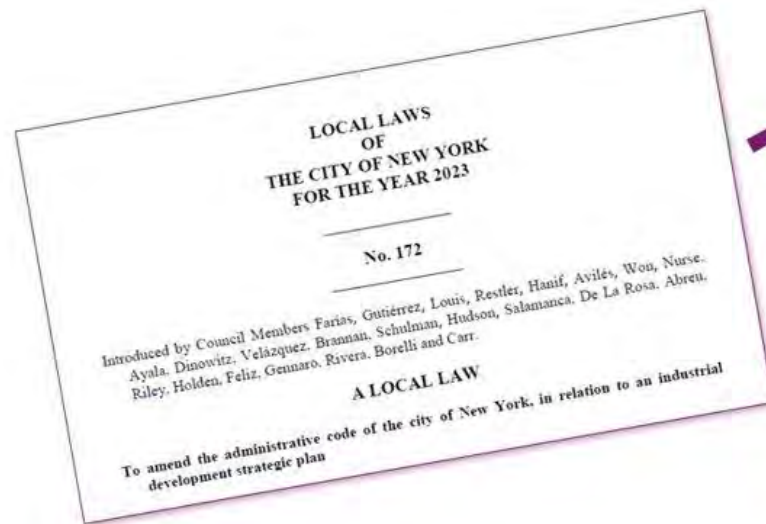 LOCAL LAWS
OF
THE CITY OF NEW YORK
FOR THE YEAR 2023
No. 172
Introduced by Council Members Farías, Gutiérrez, Louis, Restler, Hanif, Avilés, Won, Nurse,
Ayala, Dinowitz, Velázquez, Brannan, Schulman, Hudson, Salamanca, De La Rosa, Abreu,
Riley, Holden, Feliz, Gennaro, Rivera, Borelli and Carr.
A LOCAL LAW
To amend the administrative code of the city of New York, in relation to an industrial
development strategic plan